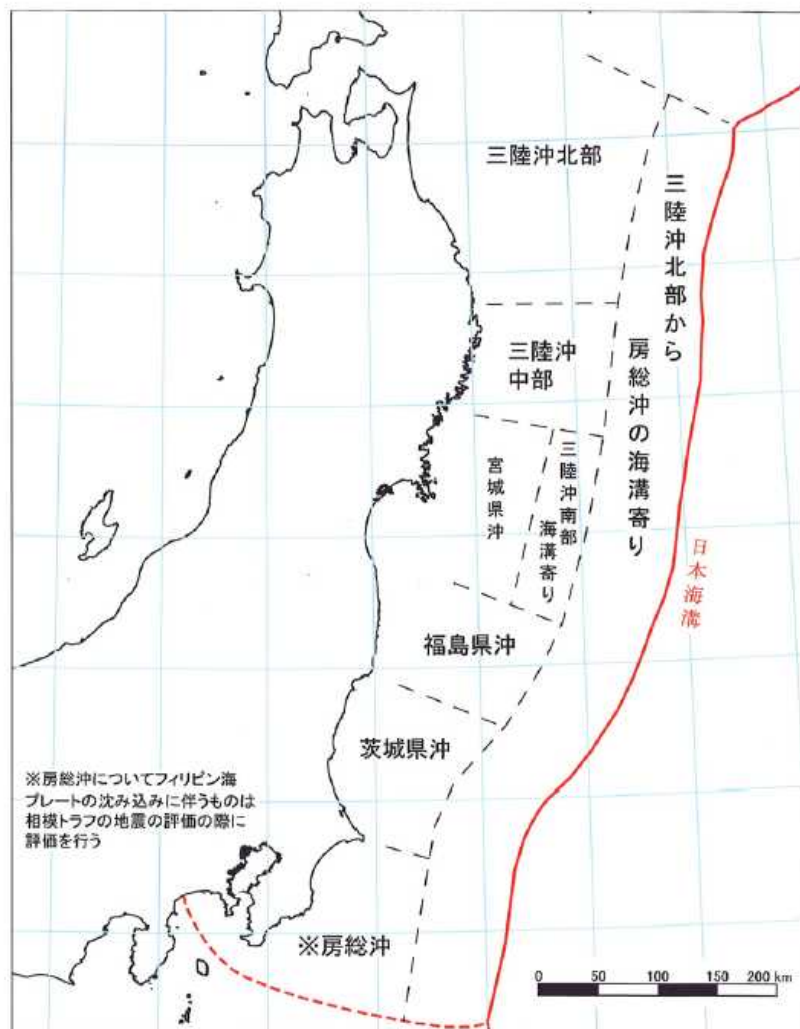 三陸沖北部
三陸沖北部から
房総沖の海溝寄り
三陸沖
中部
宮城県沖
三陸沖南部
海溝寄り
日本海溝
福島県沖
茨城県沖
※房総沖についてフィリピン海
プレートの沈み込みに伴うものは
相模トラフの地震の評価の際に
評価を行う
※房総沖
0 50 100 150 200 km